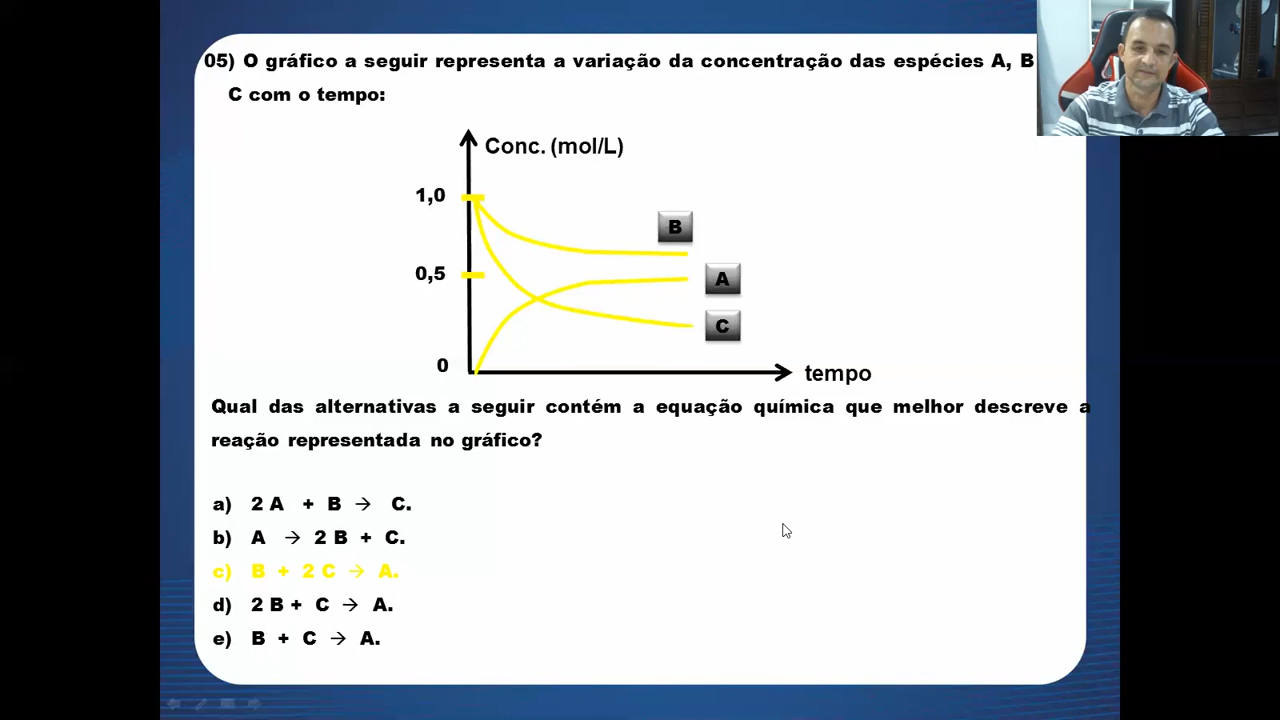 05) O gráfico a seguir representa a variação da concentração das espécies A, B
C com o tempo:
Conc. (mol/L)
1,0
B
0,5
A
C
0
tempo
Qual das alternativas a seguir contém a equação química que melhor descreve a
reação representada no gráfico?
a) 2 A + B → C.
b) A → 2 B + C.
c) B + 2 C → A.
d) 2 B + C → A.
e) B + C → A.